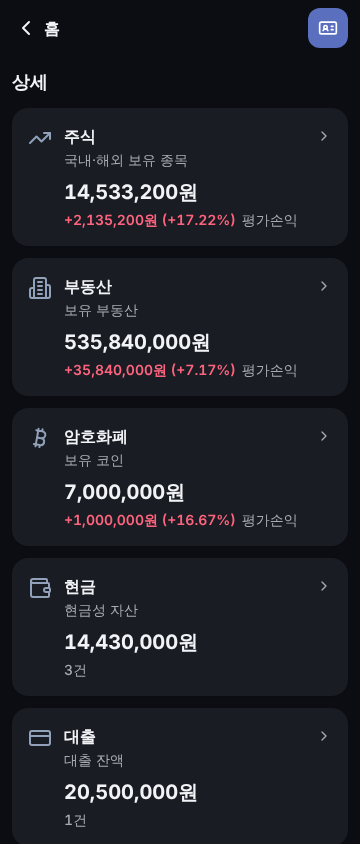 홈
상세
주식
국내·해외 보유 종목
14,533,200원
+2,135,200원 (+17.22%) 평가손익
부동산
보유 부동산
535,840,000원
+35,840,000원 (+7.17%) 평가손익
암호화폐
보유 코인
7,000,000원
+1,000,000원 (+16.67%) 평가손익
현금
현금성 자산
14,430,000원
3건
대출
대출 잔액
20,500,000원
1건